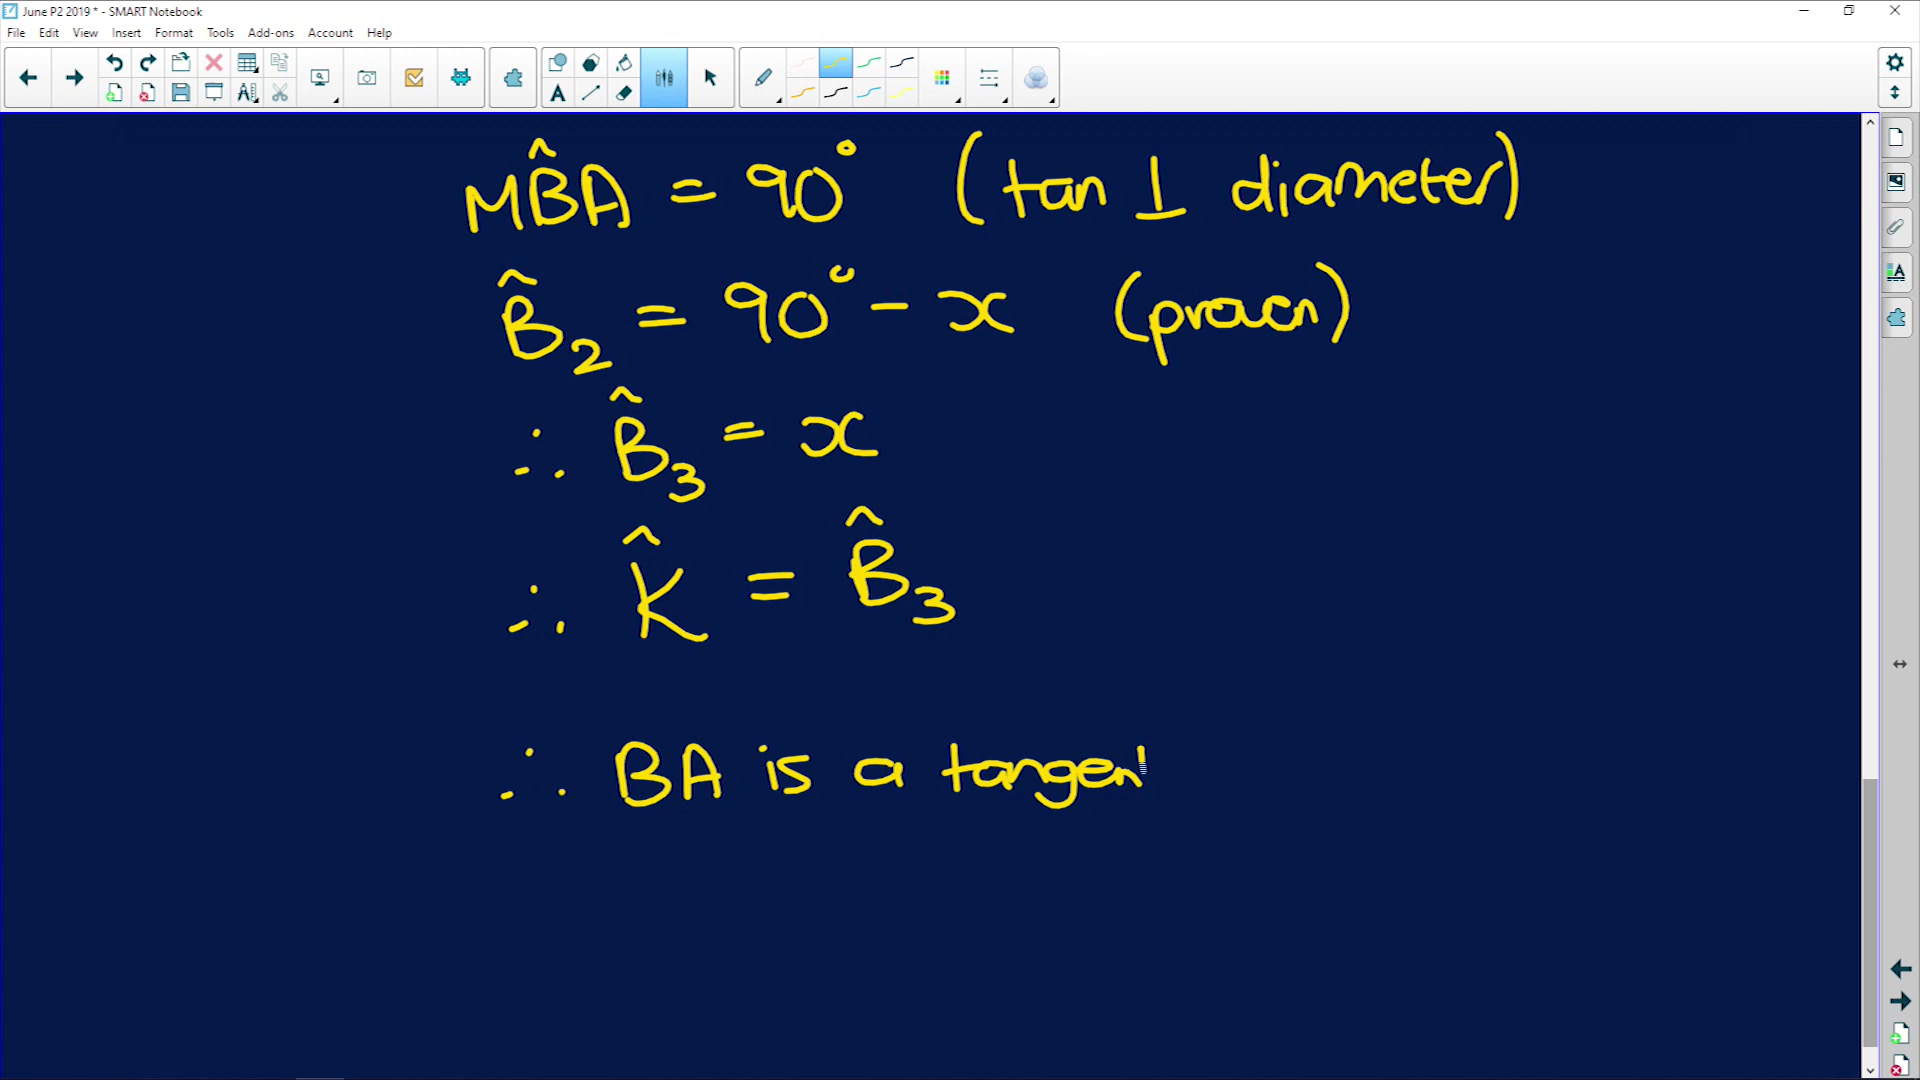 June P2 2019 * - SMART Notebook
File Edit View Insert Format Tools Add-ons Account Help
MB̂A = 90° (tan ⊥ diameter)
B̂₂ = 90° - x (proven)
∴ B̂₃ = x
∴ K̂ = B̂₃
∴ BA is a tangen